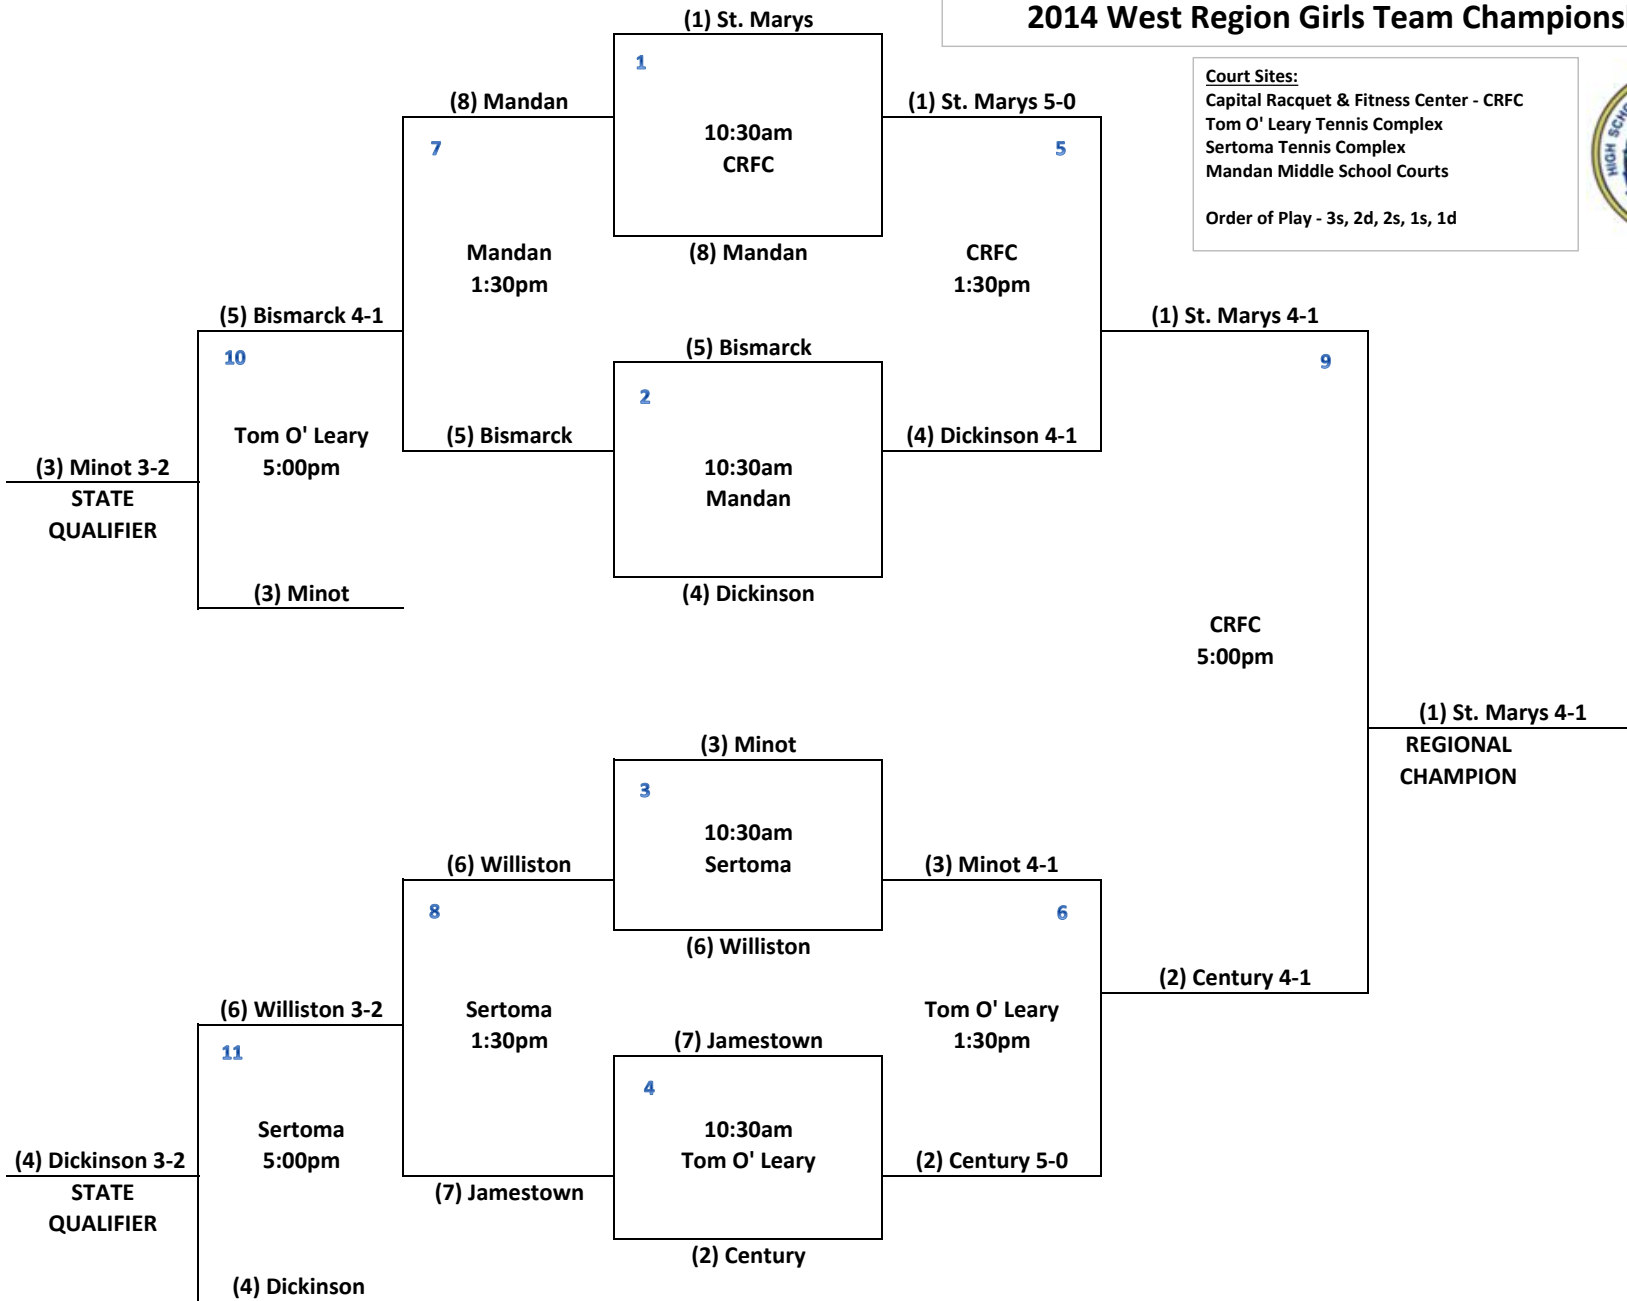 2014 West Region Girls Team Champions
Court Sites:
Capital Racquet & Fitness Center - CRFC
Tom O' Leary Tennis Complex
Sertoma Tennis Complex
Mandan Middle School Courts
Order of Play - 3s, 2d, 2s, 1s, 1d
HIGH SCHO
(1) St. Marys
1
10:30am
CRFC
(8) Mandan
(8) Mandan
7
Mandan
1:30pm
(5) Bismarck
(1) St. Marys 5-0
5
CRFC
1:30pm
(4) Dickinson 4-1
(5) Bismarck
2
10:30am
Mandan
(4) Dickinson
(5) Bismarck 4-1
10
Tom O' Leary
5:00pm
(3) Minot
(3) Minot 3-2
STATE
QUALIFIER
(1) St. Marys 4-1
9
CRFC
5:00pm
(2) Century 4-1
(1) St. Marys 4-1
REGIONAL
CHAMPION
(3) Minot
3
10:30am
Sertoma
(6) Williston
(6) Williston
8
Sertoma
1:30pm
(7) Jamestown
(3) Minot 4-1
6
Tom O' Leary
1:30pm
(2) Century 5-0
(7) Jamestown
4
10:30am
Tom O' Leary
(2) Century
(6) Williston 3-2
11
Sertoma
5:00pm
(4) Dickinson
(4) Dickinson 3-2
STATE
QUALIFIER